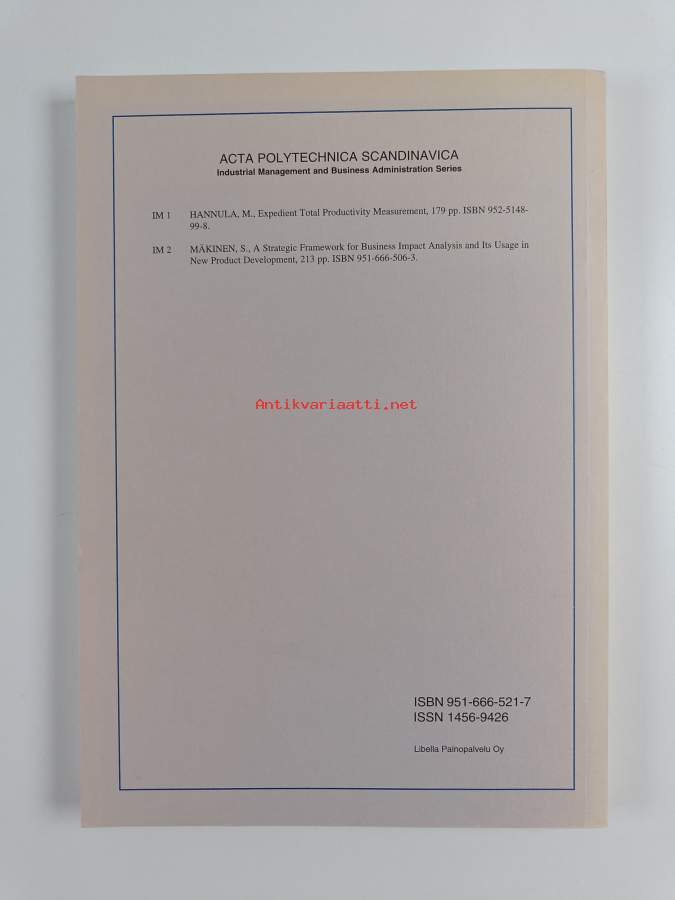 ACTA POLYTECHNICA SCANDINAVICA
Industrial Management and Business Administration Series
IM 1 HANNULA, M., Expedient Total Productivity Measurement, 179 pp. ISBN 952-5148-
99-8.
IM 2 MÄKINEN, S., A Strategic Framework for Business Impact Analysis and Its Usage in
New Product Development, 213 pp. ISBN 951-666-506-3.
Antikvariaatti.net
ISBN 951-666-521-7
ISSN 1456-9426
Libella Painopalvelu Oy